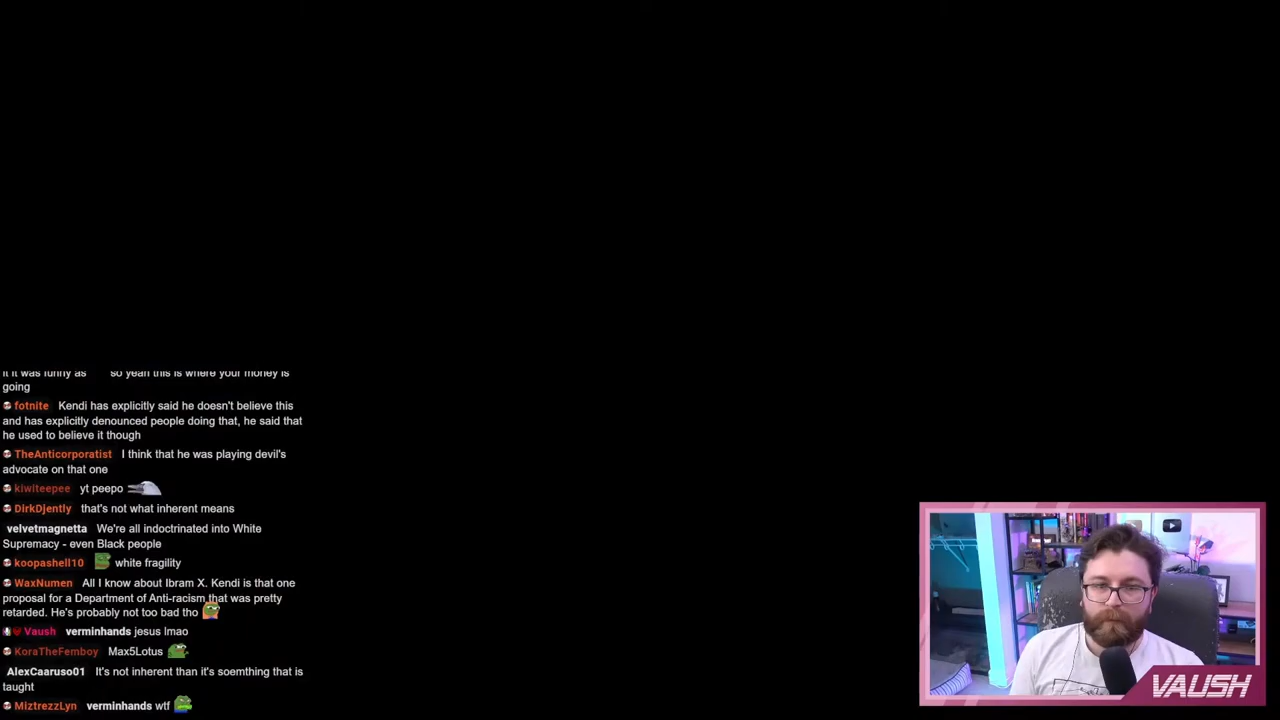 it it was funny as so yeah this is where your money is
going
fotnite Kendi has explicitly said he doesn't believe this
and has explicitly denounced people doing that, he said that
he used to believe it though
TheAnticorporatist I think that he was playing devil's
advocate on that one
kiwiteepee yt peepo
DirkDjently that's not what inherent means
velvetmagnetta We're all indoctrinated into White
Supremacy - even Black people
koopashell10 white fragility
WaxNumen All I know about Ibram X. Kendi is that one
proposal for a Department of Anti-racism that was pretty
retarded. He's probably not too bad tho
Vaush verminhands jesus lmao
KoraTheFemboy Max5Lotus
AlexCaaruso01 It's not inherent than it's soemthing that is
taught
MiztrezzLyn verminhands wtf
VAUSH